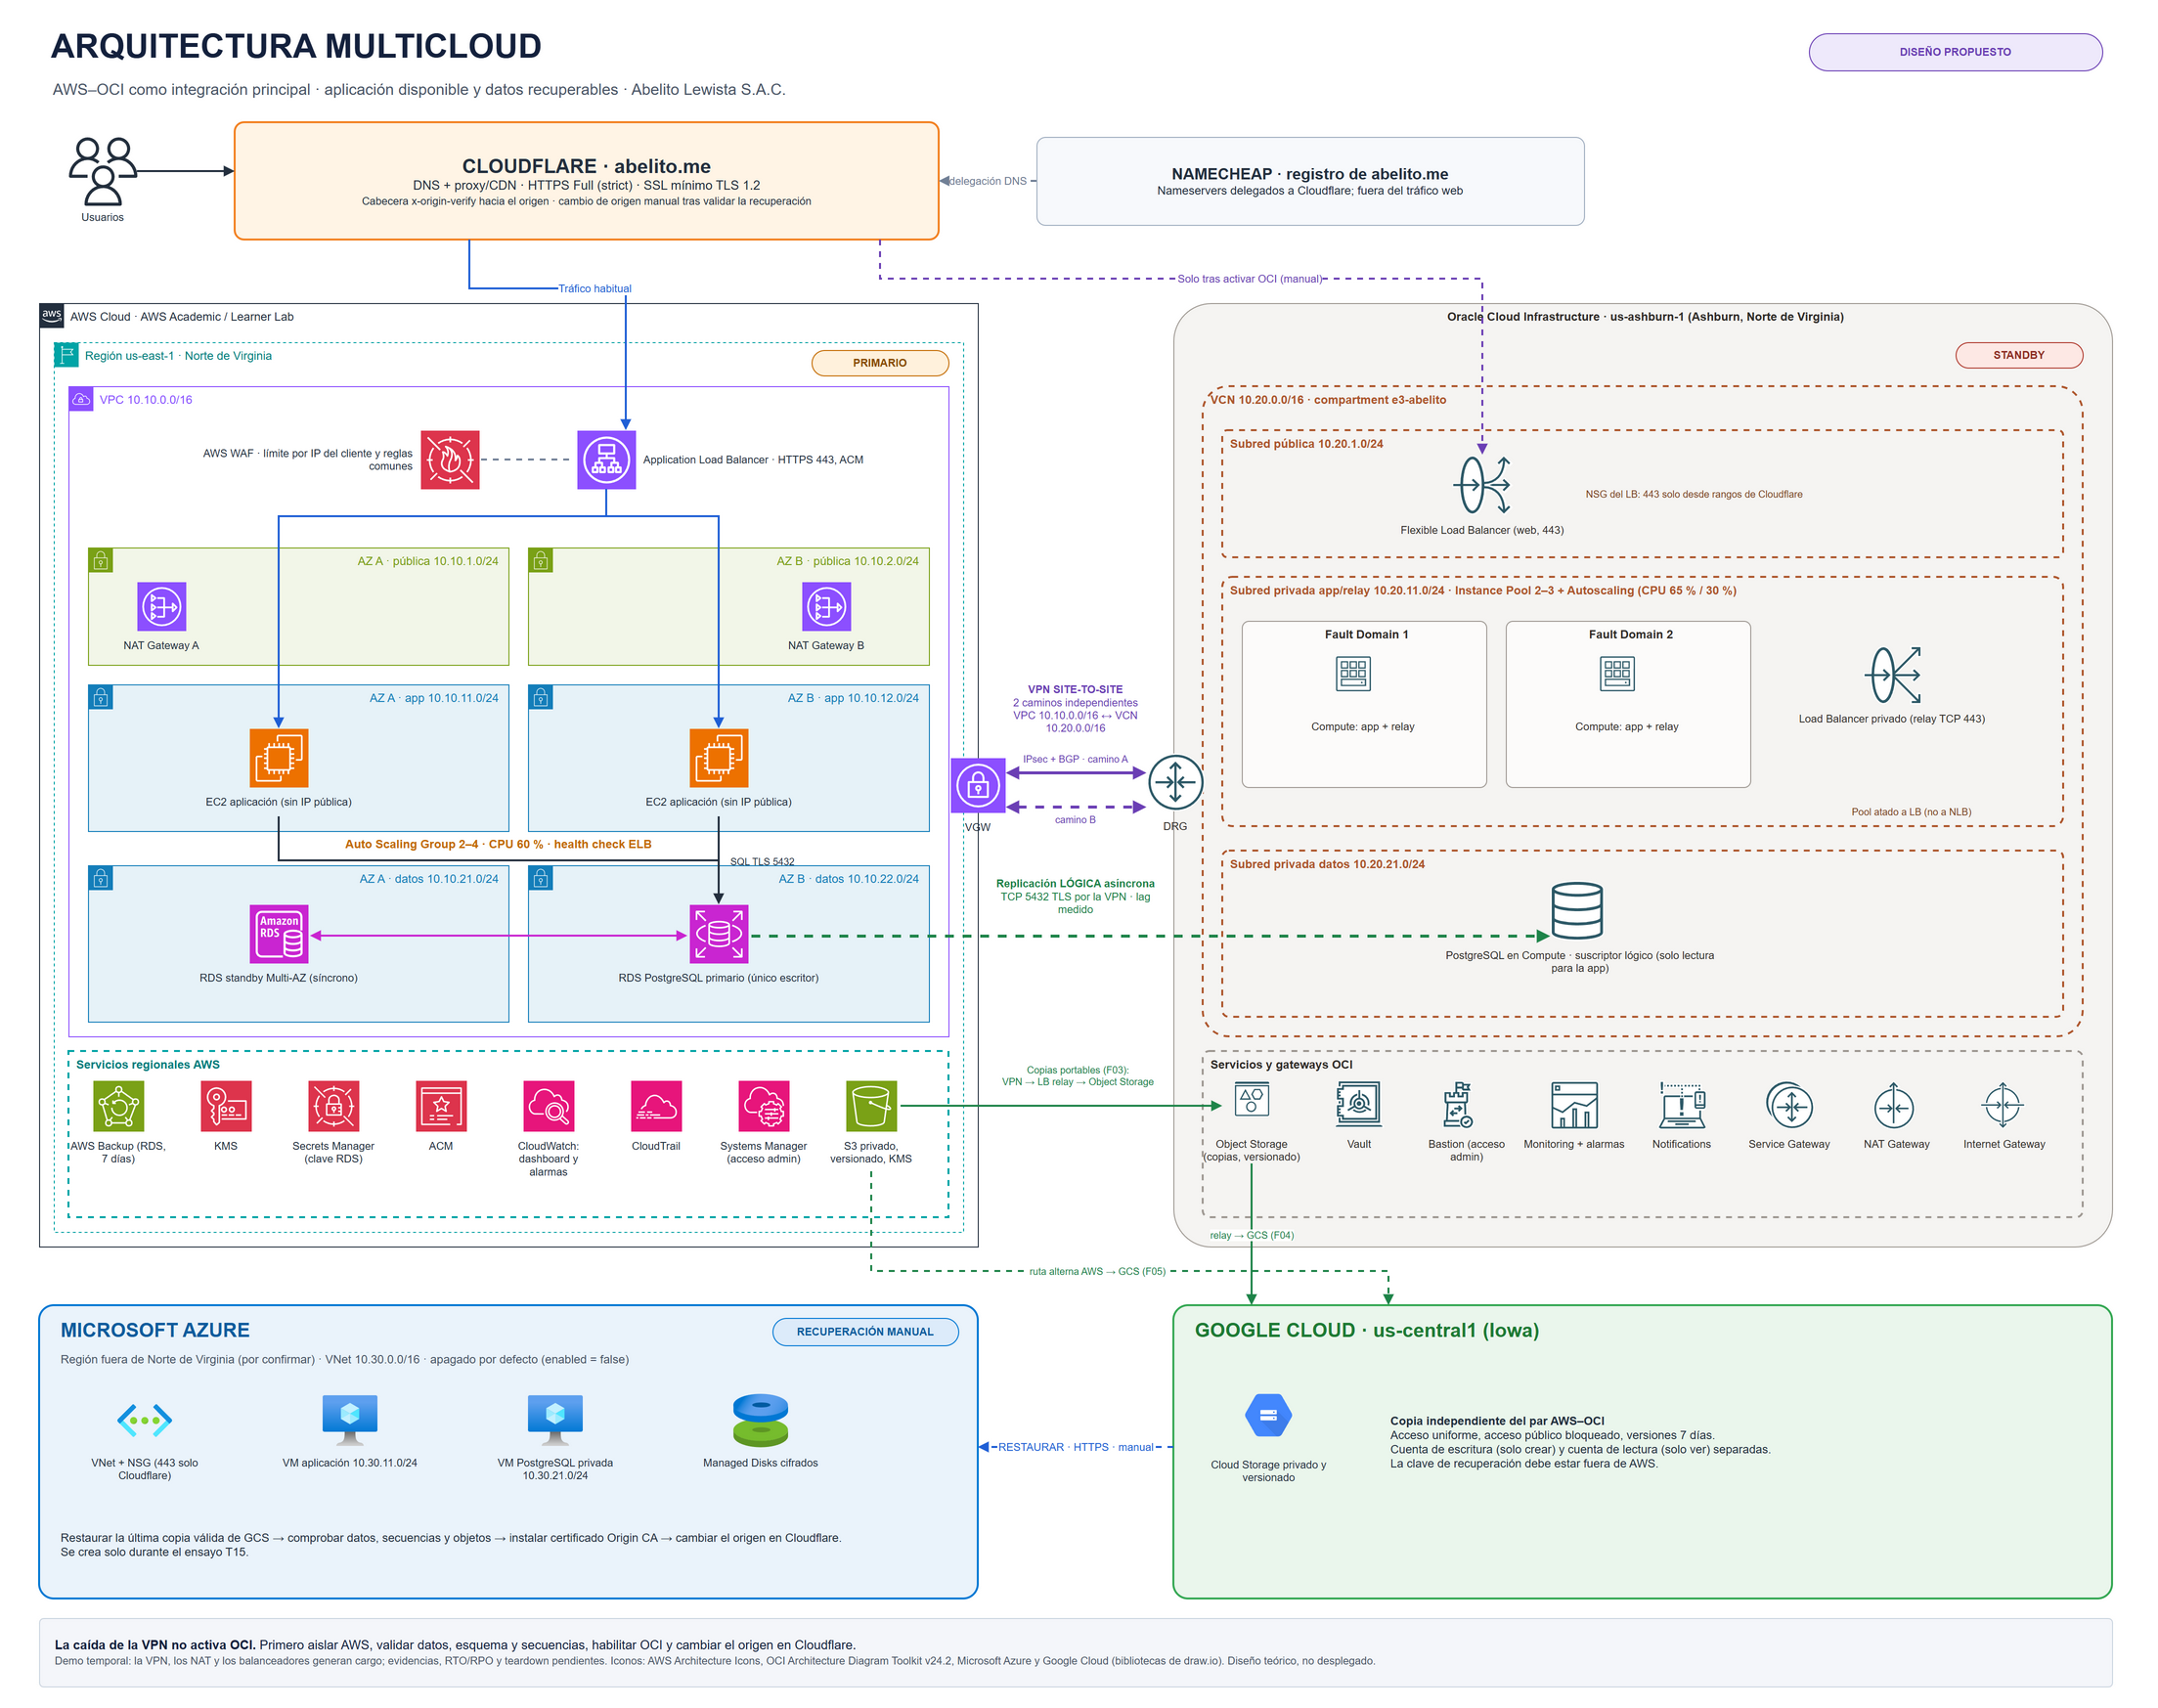 ARQUITECTURA MULTICLOUD
DISEÑO PROPUESTO
AWS–OCI como integración principal · aplicación disponible y datos recuperables · Abelito Lewista S.A.C.
Usuarios
CLOUDFLARE · abelito.me
DNS + proxy/CDN · HTTPS Full (strict) · SSL mínimo TLS 1.2
Cabecera x-origin-verify hacia el origen · cambio de origen manual tras validar la recuperación
delegación DNS
NAMECHEAP · registro de abelito.me
Nameservers delegados a Cloudflare; fuera del tráfico web
Tráfico habitual
Solo tras activar OCI (manual)
aws
AWS Cloud · AWS Academic / Learner Lab
Región us-east-1 · Norte de Virginia
PRIMARIO
VPC 10.10.0.0/16
AWS WAF · límite por IP del cliente y reglas
comunes
Application Load Balancer · HTTPS 443, ACM
AZ A · pública 10.10.1.0/24
NAT Gateway A
AZ B · pública 10.10.2.0/24
NAT Gateway B
AZ A · app 10.10.11.0/24
EC2 aplicación (sin IP pública)
AZ B · app 10.10.12.0/24
EC2 aplicación (sin IP pública)
Auto Scaling Group 2–4 · CPU 60 % · health check ELB
SQL TLS 5432
AZ A · datos 10.10.21.0/24
Amazon
RDS
RDS standby Multi-AZ (síncrono)
AZ B · datos 10.10.22.0/24
RDS PostgreSQL primario (único escritor)
Servicios regionales AWS
AWS Backup (RDS,
7 días)
KMS
Secrets Manager
(clave RDS)
ACM
CloudWatch:
dashboard y
alarmas
CloudTrail
Systems Manager
(acceso admin)
S3 privado,
versionado, KMS
VPN SITE-TO-SITE
2 caminos independientes
VPC 10.10.0.0/16 ↔ VCN
10.20.0.0/16
IPsec + BGP · camino A
camino B
VGW
DRG
Replicación LÓGICA asíncrona
TCP 5432 TLS por la VPN · lag
medido
Copias portables (F03):
VPN → LB relay → Object Storage
Oracle Cloud Infrastructure · us-ashburn-1 (Ashburn, Norte de Virginia)
STANDBY
VCN 10.20.0.0/16 · compartment e3-abelito
Subred pública 10.20.1.0/24
NSG del LB: 443 solo desde rangos de Cloudflare
Flexible Load Balancer (web, 443)
Subred privada app/relay 10.20.11.0/24 · Instance Pool 2–3 + Autoscaling (CPU 65 % / 30 %)
Fault Domain 1
Compute: app + relay
Fault Domain 2
Compute: app + relay
Load Balancer privado (relay TCP 443)
Pool atado a LB (no a NLB)
Subred privada datos 10.20.21.0/24
PostgreSQL en Compute · suscriptor lógico (solo lectura
para la app)
Servicios y gateways OCI
Object Storage
(copias, versionado)
Vault
Bastion (acceso
admin)
Monitoring + alarmas
Notifications
Service Gateway
NAT Gateway
Internet Gateway
relay → GCS (F04)
ruta alterna AWS → GCS (F05)
MICROSOFT AZURE
RECUPERACIÓN MANUAL
Región fuera de Norte de Virginia (por confirmar) · VNet 10.30.0.0/16 · apagado por defecto (enabled = false)
VNet + NSG (443 solo
Cloudflare)
VM aplicación 10.30.11.0/24
VM PostgreSQL privada
10.30.21.0/24
Managed Disks cifrados
Restaurar la última copia válida de GCS → comprobar datos, secuencias y objetos → instalar certificado Origin CA → cambiar el origen en Cloudflare.
Se crea solo durante el ensayo T15.
RESTAURAR · HTTPS · manual
GOOGLE CLOUD · us-central1 (Iowa)
Cloud Storage privado y
versionado
Copia independiente del par AWS–OCI
Acceso uniforme, acceso público bloqueado, versiones 7 días.
Cuenta de escritura (solo crear) y cuenta de lectura (solo ver) separadas.
La clave de recuperación debe estar fuera de AWS.
La caída de la VPN no activa OCI. Primero aislar AWS, validar datos, esquema y secuencias, habilitar OCI y cambiar el origen en Cloudflare.
Demo temporal: la VPN, los NAT y los balanceadores generan cargo; evidencias, RTO/RPO y teardown pendientes. Iconos: AWS Architecture Icons, OCI Architecture Diagram Toolkit v24.2, Microsoft Azure y Google Cloud (bibliotecas de draw.io). Diseño teórico, no desplegado.